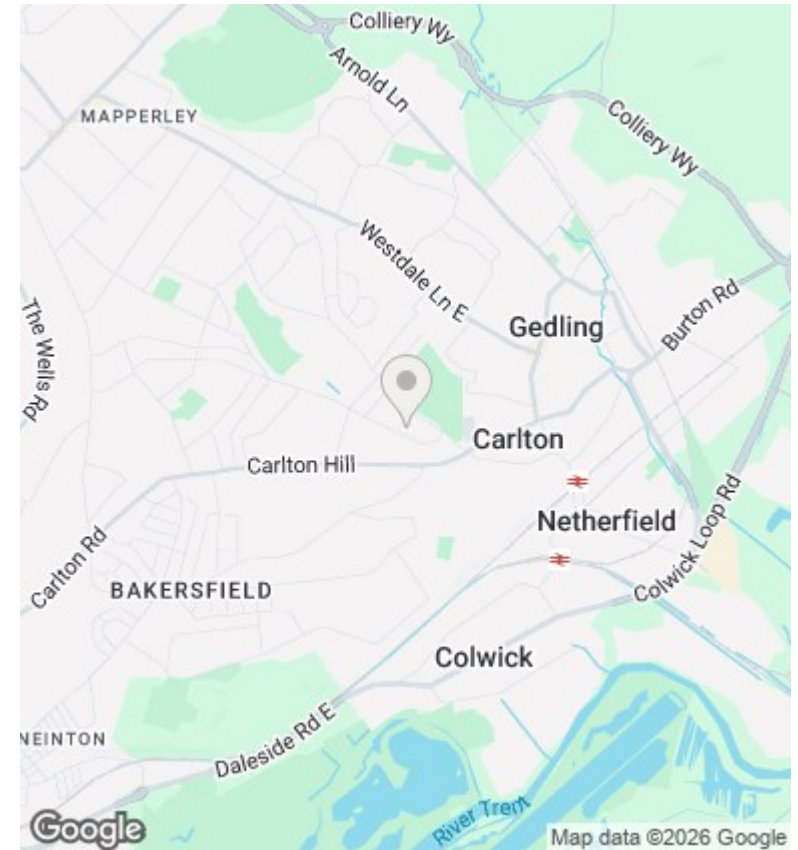 Colliery Wy
Arnold Ln
MAPPERLEY
Colliery Wy
Westdale Ln E
The Wells Rd
Gedling
Burton Rd
Carlton
Carlton Hill
Netherfield
Colwick Loop Rd
Carlton Rd
BAKERSFIELD
Colwick
NEINTON
Daleside Rd E
River Trent
Google
Map data ©2026 Google